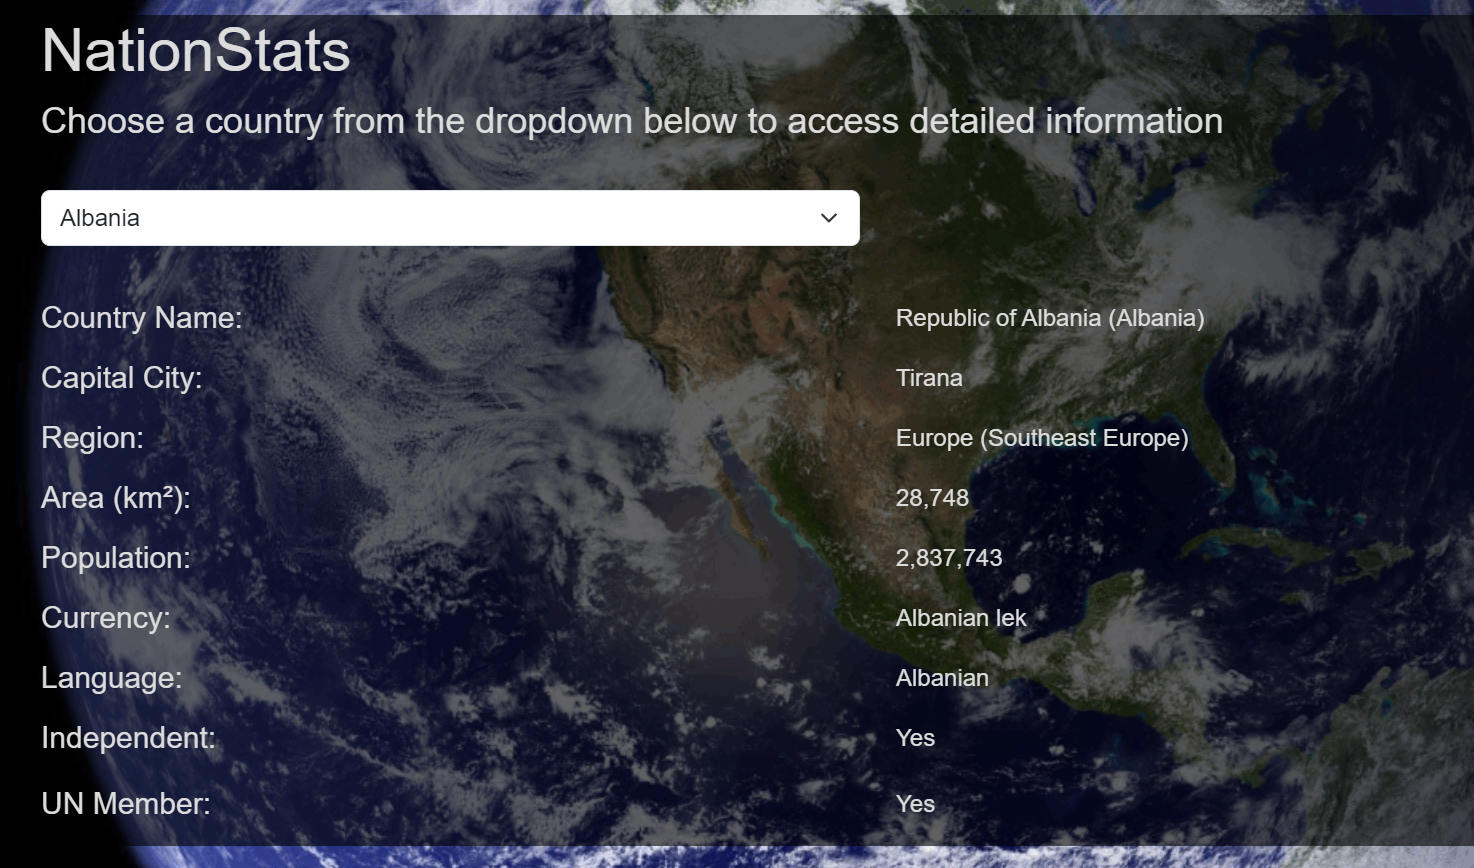 NationStats
Choose a country from the dropdown below to access detailed information
Albania
Country Name: Republic of Albania (Albania)
Capital City: Tirana
Region: Europe (Southeast Europe)
Area (km²): 28,748
Population: 2,837,743
Currency: Albanian lek
Language: Albanian
Independent: Yes
UN Member: Yes